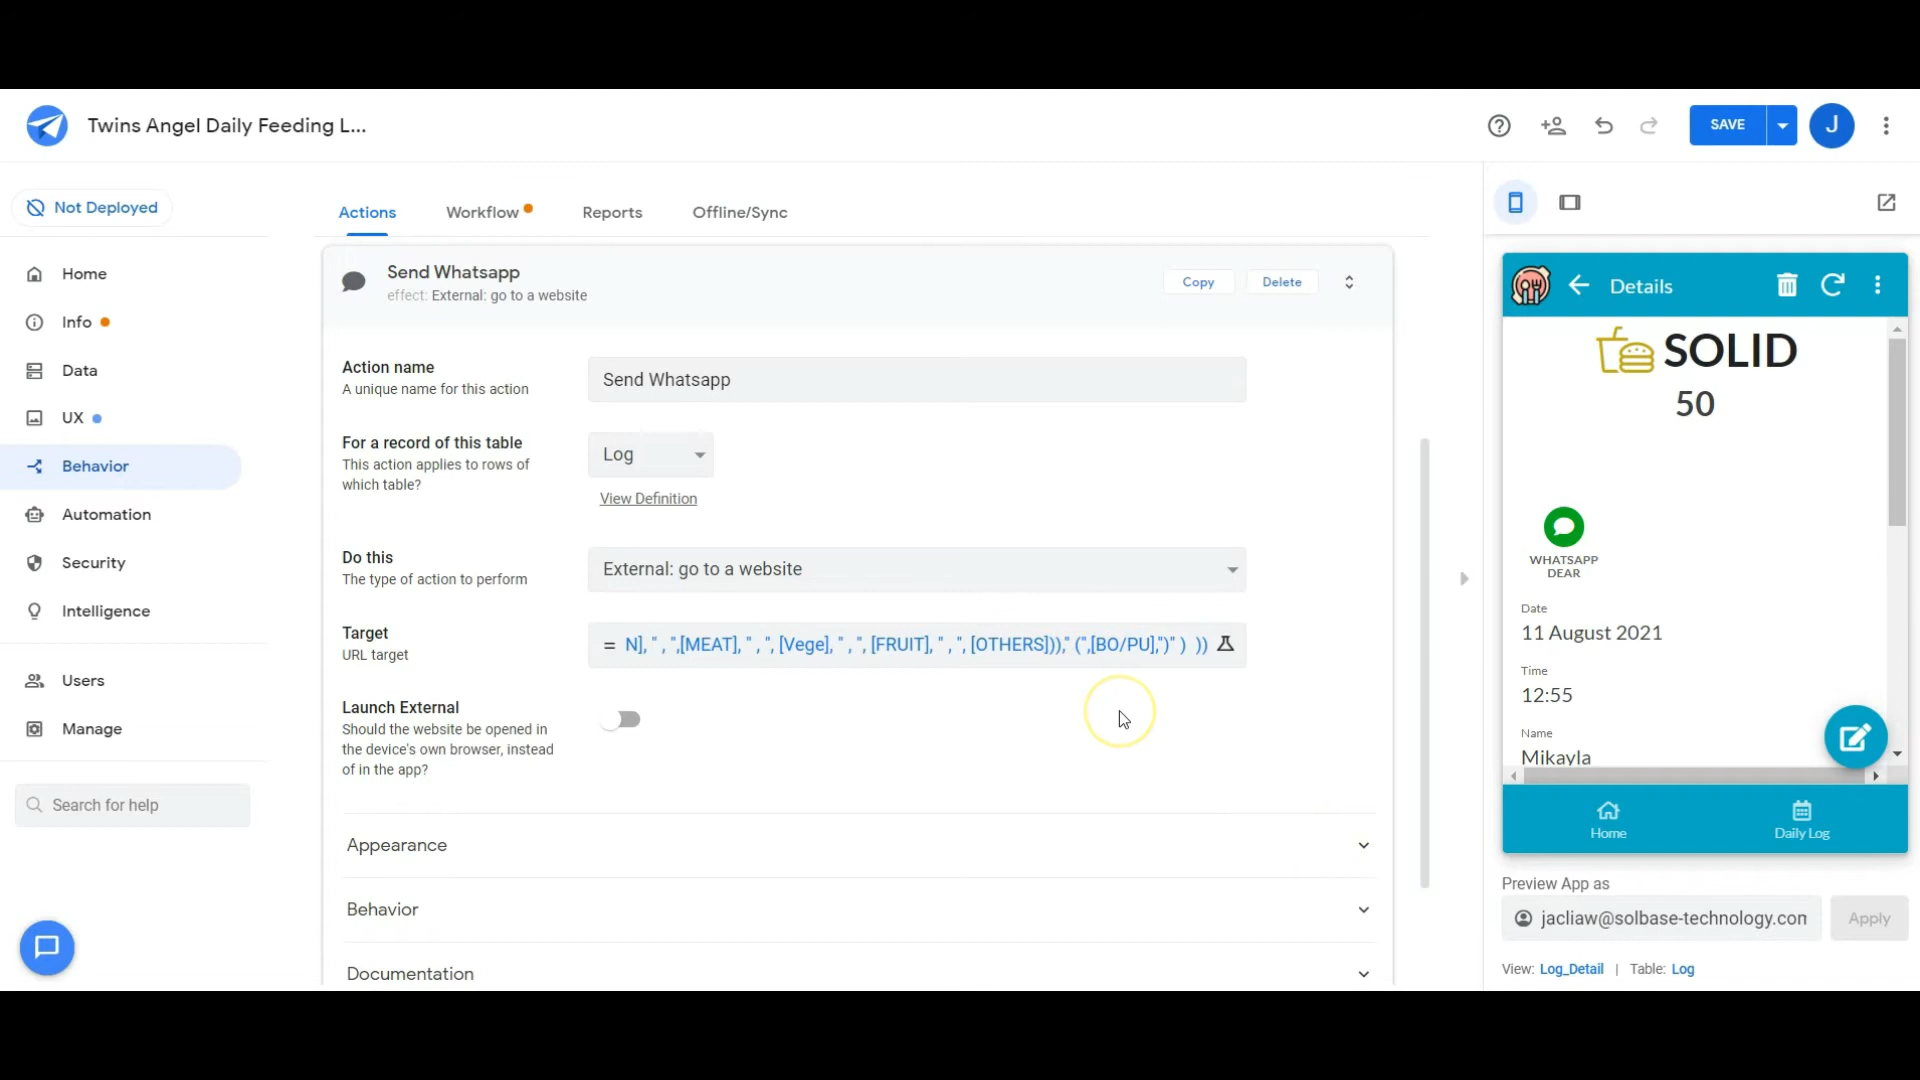 Twins Angel Daily Feeding L...
SAVE
J
Not Deployed
Actions
Workflow
Reports
Offline/Sync
Home
Info
Data
UX
Behavior
Automation
Security
Intelligence
Users
Manage
Search for help
Send Whatsapp
effect: External: go to a website
Copy
Delete
Action name
A unique name for this action
Send Whatsapp
For a record of this table
This action applies to rows of
which table?
Log
View Definition
Do this
The type of action to perform
External: go to a website
Target
URL target
= N], " , ",[MEAT], " , ", [Vege], " , ", [FRUIT], " , ", [OTHERS]))," (",[BO/PU],")" ) ))
Launch External
Should the website be opened in
the device's own browser, instead
of in the app?
Appearance
Behavior
Documentation
Details
SOLID
50
WHATSAPP
DEAR
Date
11 August 2021
Time
12:55
Name
Mikayla
Home
Daily Log
Preview App as
jacliaw@solbase-technology.con
Apply
View: Log_Detail | Table: Log